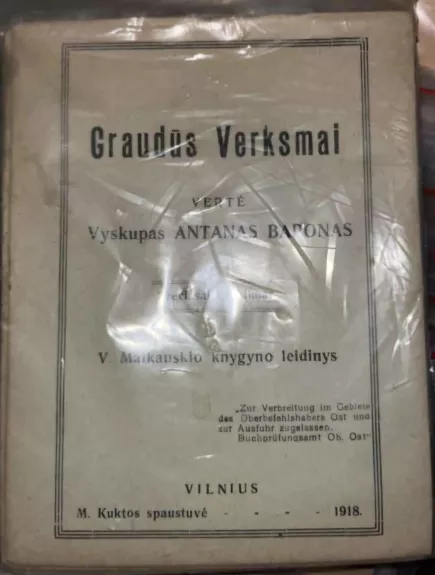 Graudūs Verksmai
VERTĖ
Vyskupas ANTANAS BARONAS
V. Matkauskio knygyno leidinys
„Zur Verbreitung im Gebiete
des Oberbefehlshabers Ost und
zur Ausfuhr zugelassen.
Buchprüfungsamt Ob. Ost"
VILNIUS
M. Kuktos spaustuvė - - - - 1918.